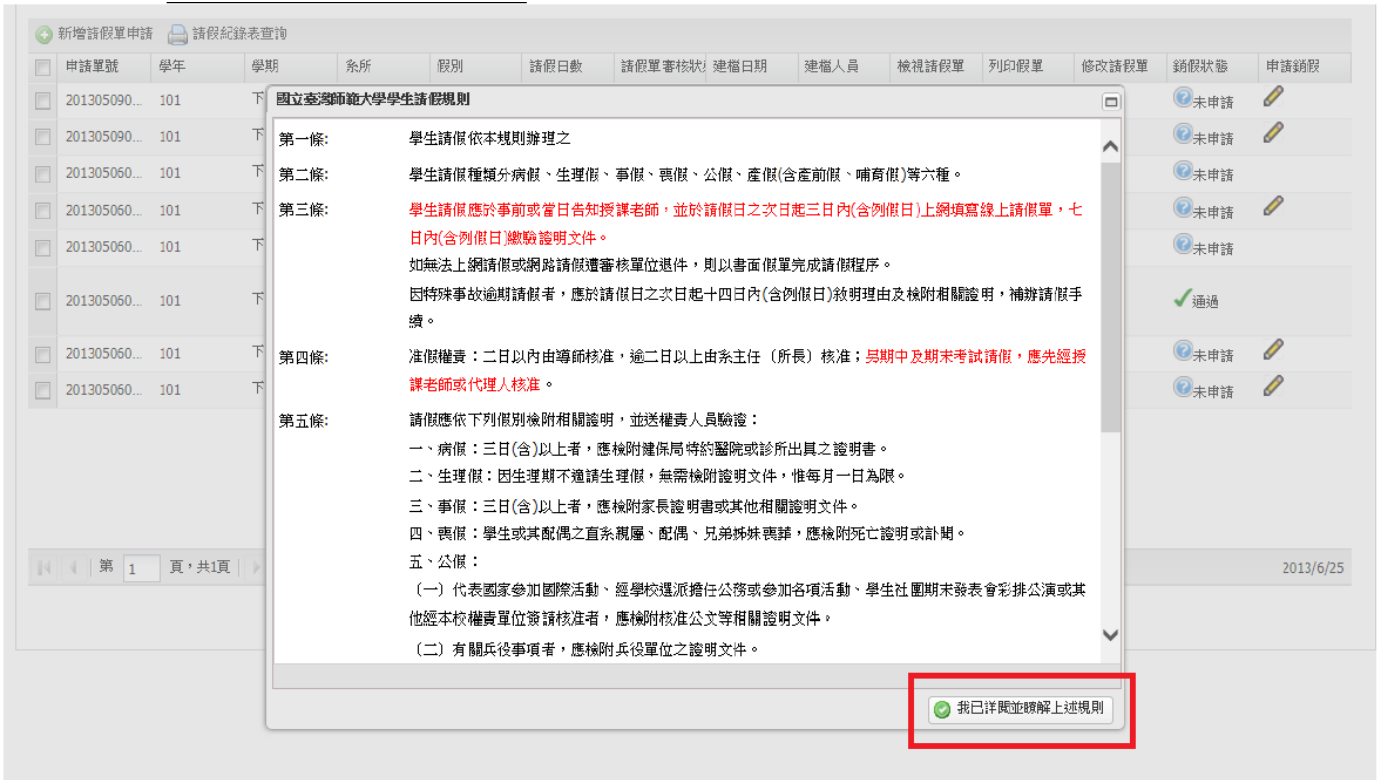 新增請假單申請 請假紀錄表查詢
申請單號 學年 學期 系所 假別 請假日數 請假單審核狀 建檔日期 建檔人員 檢視請假單 列印假單 修改請假單 銷假狀態 申請銷假
國立臺灣師範大學學生請假規則
201305090... 101 下 未申請
201305090... 101 下 未申請
201305060... 101 下 未申請
201305060... 101 下 未申請
201305060... 101 下 未申請
201305060... 101 下 通過
201305060... 101 下 未申請
201305060... 101 下 未申請
第一條: 學生請假依本規則辦理之
第二條: 學生請假種類分病假、生理假、事假、喪假、公假、產假(含產前假、哺育假)等六種。
第三條: 學生請假應於事前或當日告知授課老師，並於請假日之次日起三日內(含例假日)上網填寫線上請假單，七
日內(含例假日)繳驗證明文件。
如無法上網請假或網路請假遭審核單位退件，則以書面假單完成請假程序。
因特殊事故逾期請假者，應於請假日之次日起十四日內(含例假日)敘明理由及檢附相關證明，補辦請假手
續。
第四條: 准假權責：二日以內由導師核准，逾二日以上由系主任（所長）核准；另期中及期末考試請假，應先經授
課老師或代理人核准。
第五條: 請假應依下列假別檢附相關證明，並送權責人員驗證：
一、病假：三日(含)以上者，應檢附健保局特約醫院或診所出具之證明書。
二、生理假：因生理期不適請生理假，無需檢附證明文件，惟每月一日為限。
三、事假：三日(含)以上者，應檢附家長證明書或其他相關證明文件。
四、喪假：學生或其配偶之直系親屬、配偶、兄弟姊妹喪葬，應檢附死亡證明或訃聞。
五、公假：
（一）代表國家參加國際活動、經學校選派擔任公務或參加各項活動、學生社團期末發表會彩排公演或其
他經本校權責單位簽請核准者，應檢附核准公文等相關證明文件。
（二）有關兵役事項者，應檢附兵役單位之證明文件。
第 1 頁，共1頁 2013/6/25
我已詳閱並瞭解上述規則